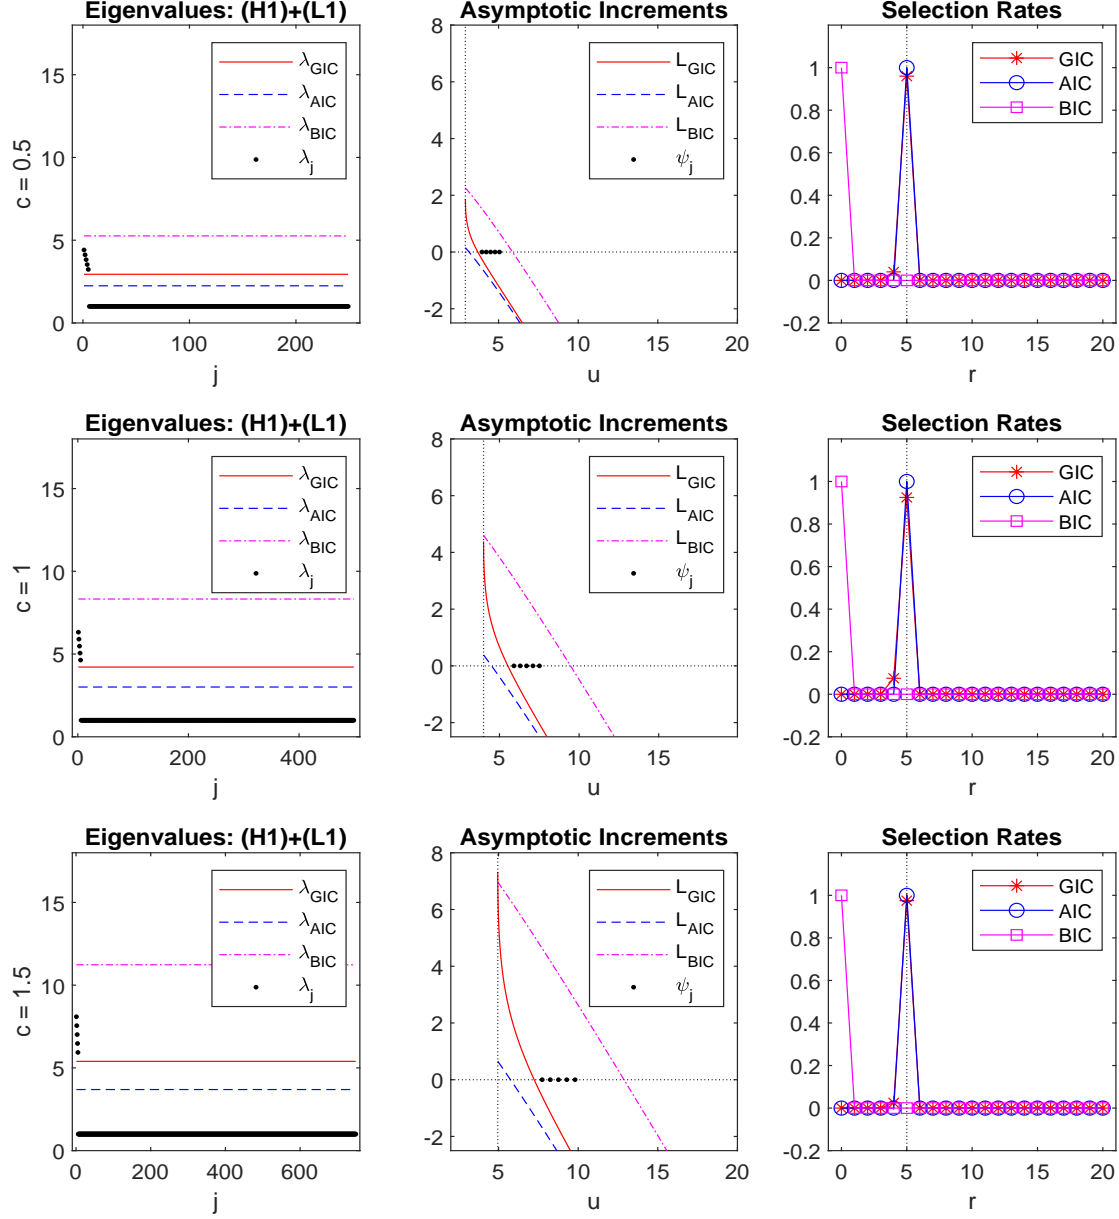 Eigenvalues: (H1)+(L1)
Asymptotic Increments
Selection Rates
c = 0.5
15
10
5
0
λGIC
λAIC
λBIC
λj
0 100 200
j
8
6
4
2
0
-2
LGIC
LAIC
LBIC
ψj
5 10 15 20
u
1
0.8
0.6
0.4
0.2
0
-0.2
GIC
AIC
BIC
0 5 10 15 20
r
Eigenvalues: (H1)+(L1)
Asymptotic Increments
Selection Rates
c = 1
15
10
5
0
λGIC
λAIC
λBIC
λj
0 200 400
j
8
6
4
2
0
-2
LGIC
LAIC
LBIC
ψj
5 10 15 20
u
1
0.8
0.6
0.4
0.2
0
-0.2
GIC
AIC
BIC
0 5 10 15 20
r
Eigenvalues: (H1)+(L1)
Asymptotic Increments
Selection Rates
c = 1.5
15
10
5
0
λGIC
λAIC
λBIC
λj
0 200 400 600
j
8
6
4
2
0
-2
LGIC
LAIC
LBIC
ψj
5 10 15 20
u
1
0.8
0.6
0.4
0.2
0
-0.2
GIC
AIC
BIC
0 5 10 15 20
r